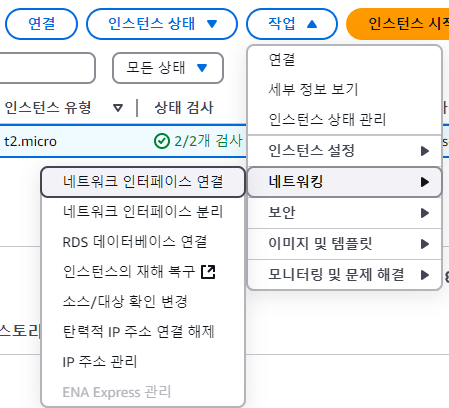 연결
인스턴스 상태
작업
인스턴스 시작
모든 상태
연결
세부 정보 보기
인스턴스 상태 관리
인스턴스 유형
상태 검사
t2.micro
2/2개 검사
인스턴스 설정
네트워킹
보안
이미지 및 템플릿
모니터링 및 문제 해결
네트워크 인터페이스 연결
네트워크 인터페이스 분리
RDS 데이터베이스 연결
인스턴스의 재해 복구
소스/대상 확인 변경
탄력적 IP 주소 연결 해제
IP 주소 관리
ENA Express 관리
스토리